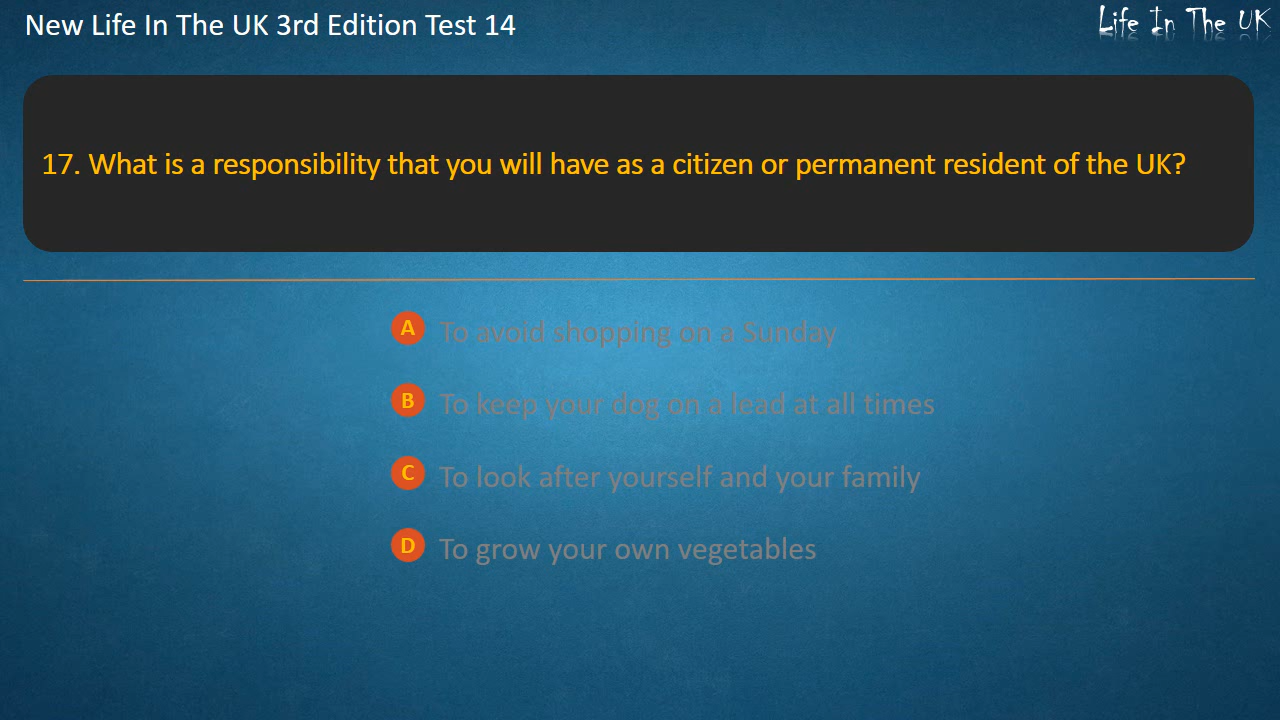 New Life In The UK 3rd Edition Test 14
Life In The UK
17. What is a responsibility that you will have as a citizen or permanent resident of the UK?
A To avoid shopping on a Sunday
B To keep your dog on a lead at all times
C To look after yourself and your family
D To grow your own vegetables